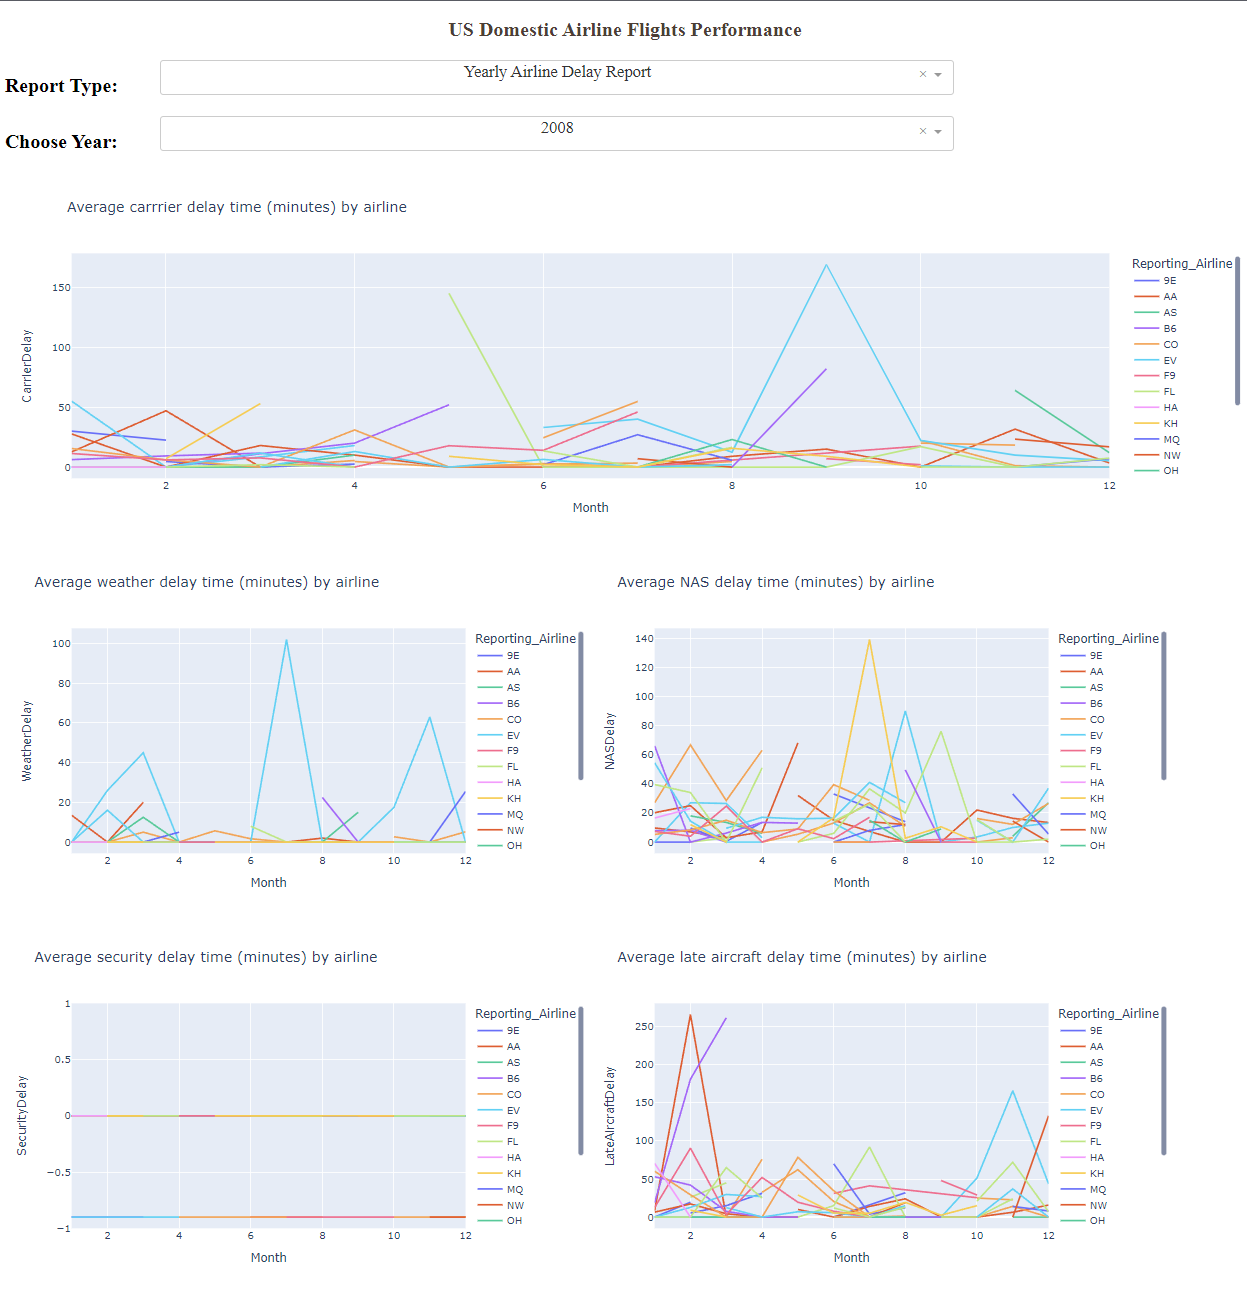 US Domestic Airline Flights Performance
Report Type:
Yearly Airline Delay Report
× 
Choose Year:
2008
×
Average carrrier delay time (minutes) by airline
CarrierDelay
150
100
50
0
2 4 6 8 10 12
Month
Reporting_Airline
9E
AA
AS
B6
CO
EV
F9
FL
HA
KH
MQ
NW
OH
Average weather delay time (minutes) by airline
WeatherDelay
100
80
60
40
20
0
2 4 6 8 10 12
Month
Reporting_Airline
9E
AA
AS
B6
CO
EV
F9
FL
HA
KH
MQ
NW
OH
Average NAS delay time (minutes) by airline
NASDelay
140
120
100
80
60
40
20
0
2 4 6 8 10 12
Month
Reporting_Airline
9E
AA
AS
B6
CO
EV
F9
FL
HA
KH
MQ
NW
OH
Average security delay time (minutes) by airline
SecurityDelay
1
0.5
0
−0.5
−1
2 4 6 8 10 12
Month
Reporting_Airline
9E
AA
AS
B6
CO
EV
F9
FL
HA
KH
MQ
NW
OH
Average late aircraft delay time (minutes) by airline
LateAircraftDelay
250
200
150
100
50
0
2 4 6 8 10 12
Month
Reporting_Airline
9E
AA
AS
B6
CO
EV
F9
FL
HA
KH
MQ
NW
OH